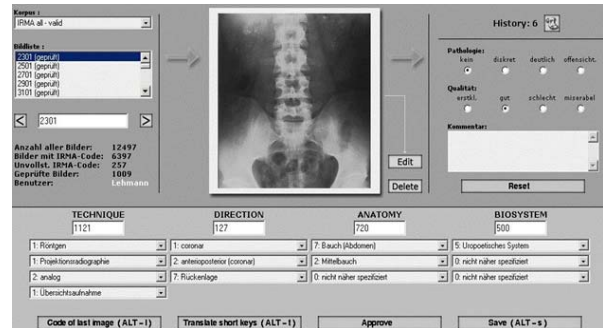 Korpus :
IRMA all - valid
Bildliste :
2301 (geprüft)
2501 (geprüft)
2701 (geprüft)
2901 (geprüft)
3101 (geprüft)
<
2301
>
Anzahl aller Bilder: 12497
Bilder mit IRMA-Code: 6397
Unvollst. IRMA-Code: 257
Geprüfte Bilder: 1009
Benutzer: Lehmann
Edit
Delete
History: 6
Pathologie:
kein diskret deutlich offensicht.
Qualität:
erstkl. gut schlecht miserabel
Kommentar:
Reset
TECHNIQUE DIRECTION ANATOMY BIOSYSTEM
1121 127 720 500
1: Röntgen 1: coronar 7: Bauch (Abdomen) 5: Uropoetisches System
1: Projektionsradiographie 2: anterioposterior (coronar) 2: Mittelbauch 0: nicht näher spezifiziert
2: analog 7: Rückenlage 0: nicht näher spezifiziert 0: nicht näher spezifiziert
1: Übersichtsaufnahme
Code of last image (ALT-l) Translate short keys (ALT-t) Approve Save (ALT-s)